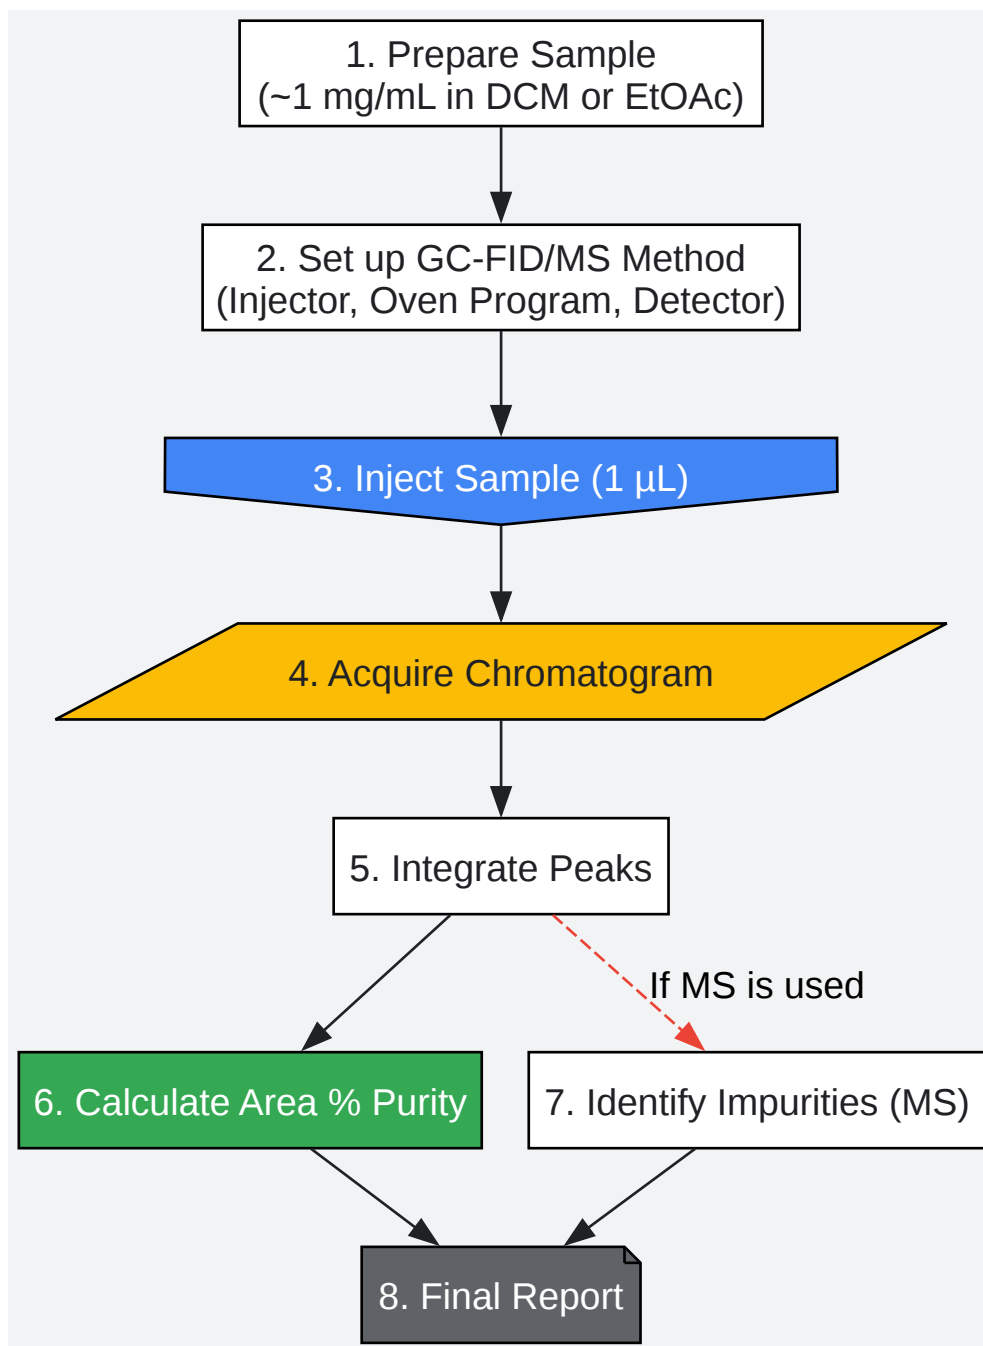 1. Prepare Sample
(~1 mg/mL in DCM or EtOAc)
2. Set up GC-FID/MS Method
(Injector, Oven Program, Detector)
3. Inject Sample (1 µL)
4. Acquire Chromatogram
5. Integrate Peaks
If MS is used
6. Calculate Area % Purity
7. Identify Impurities (MS)
8. Final Report